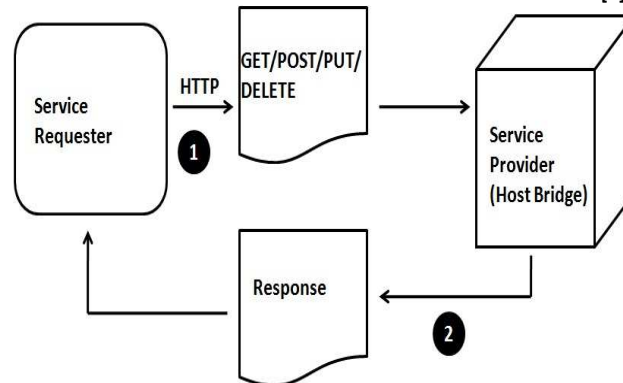 Service
Requester
HTTP
1
GET/POST/PUT/
DELETE
Service
Provider
(Host Bridge)
Response
2